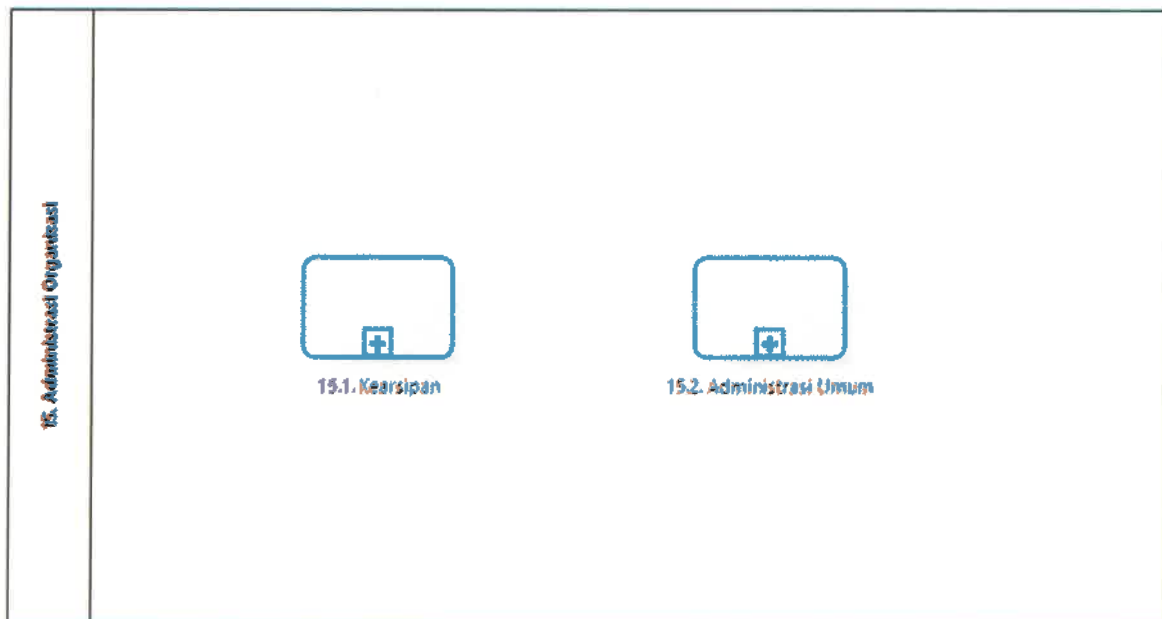 15. Administrasi Organisasi
15.1. Kearsipan
15.2. Administrasi Umum